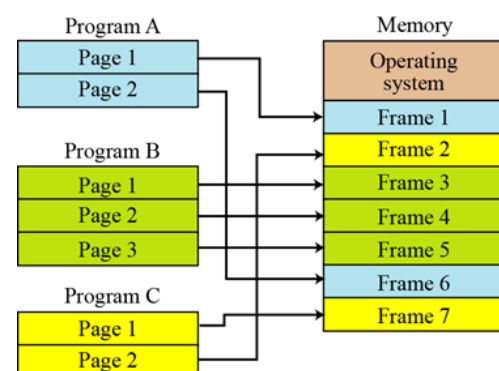 Program A
Page 1
Page 2
Program B
Page 1
Page 2
Page 3
Program C
Page 1
Page 2
Memory
Operating
system
Frame 1
Frame 2
Frame 3
Frame 4
Frame 5
Frame 6
Frame 7